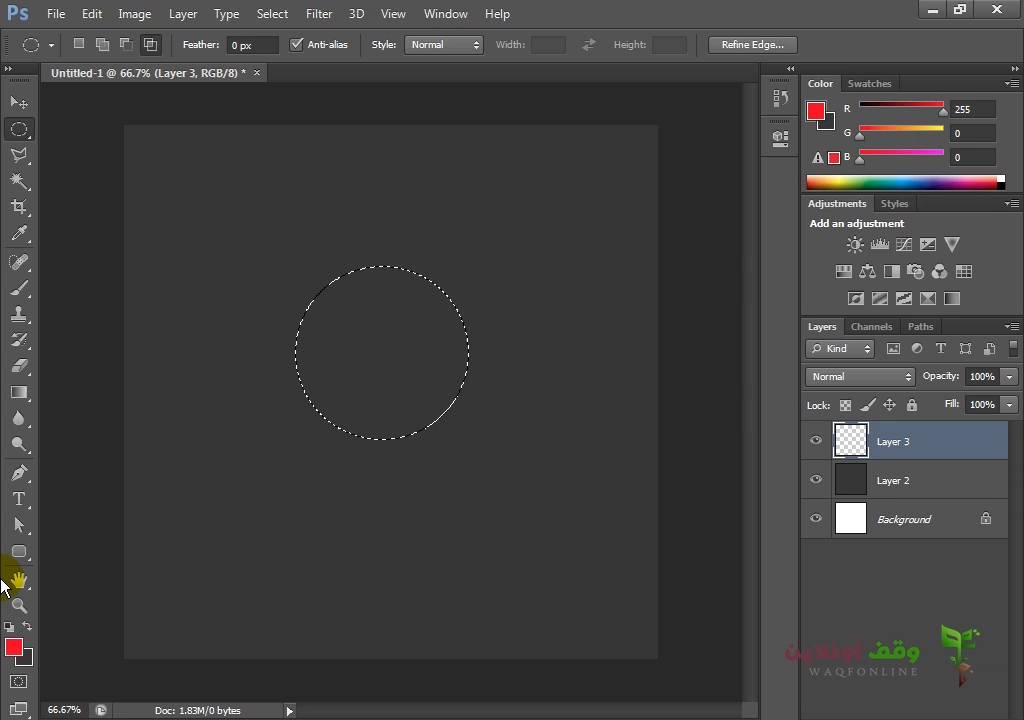 Ps File Edit Image Layer Type Select Filter 3D View Window Help
Feather: 0 px Anti-alias Style: Normal Width: Height: Refine Edge...
Untitled-1 @ 66.7% (Layer 3, RGB/8) * ×
Color Swatches
R 255
G 0
B 0
Adjustments Styles
Add an adjustment
Layers Channels Paths
Kind
Normal Opacity: 100%
Lock: Fill: 100%
Layer 3
Layer 2
Background
وقف أونلاين
WAQFONLINE
66.67% Doc: 1.83M/0 bytes